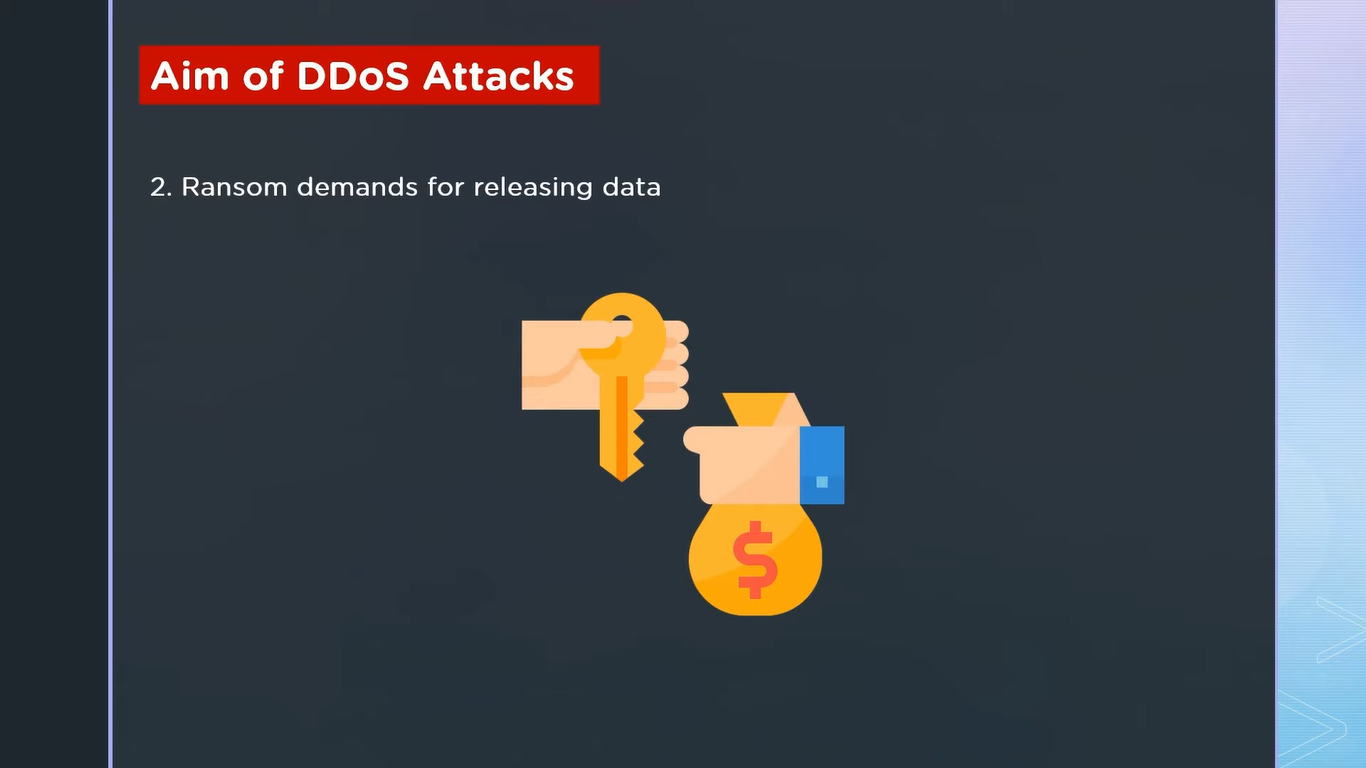 Aim of DDoS Attacks
2. Ransom demands for releasing data
$